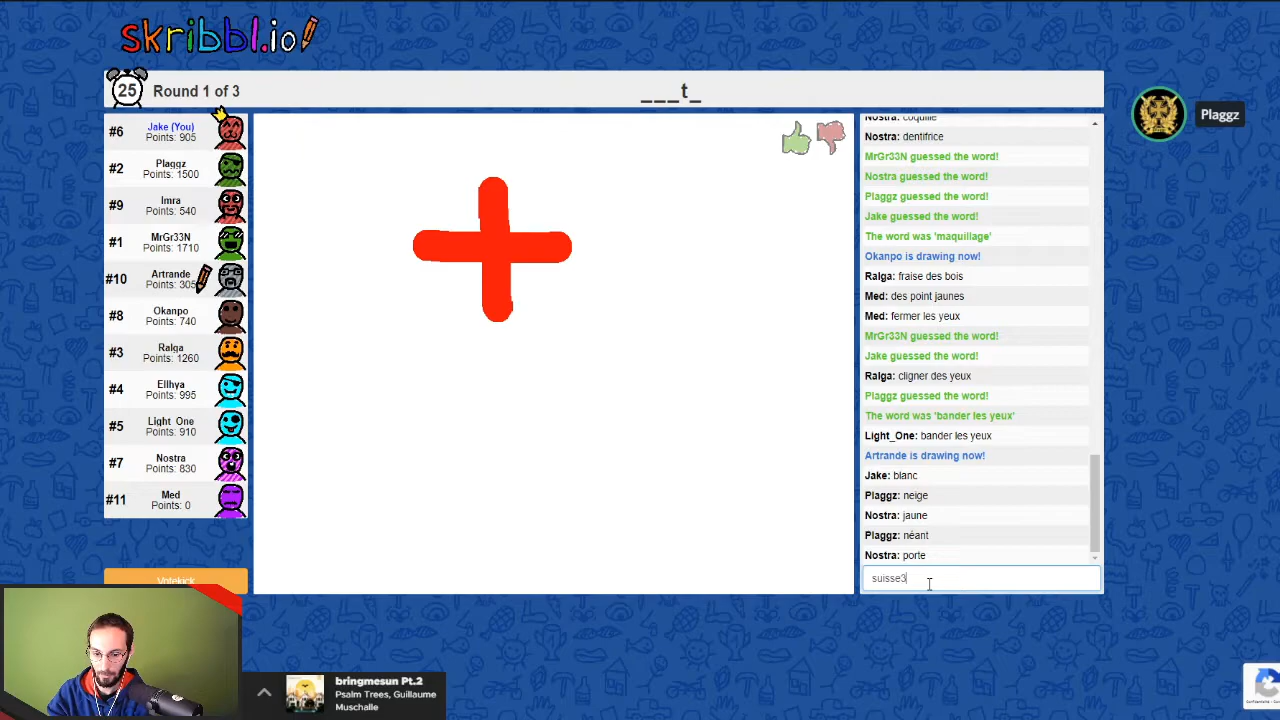 skribbl.io
25
Round 1 of 3
___t_
#6
Jake (You)
Points: 905
#2
Plaggz
Points: 1500
#9
Imra
Points: 540
#1
MrGr33N
Points: 1710
#10
Artrande
Points: 305
#8
Okanpo
Points: 740
#3
Points: 1260
#4
Eilhya
Points: 995
#5
Light_One
Points: 910
#7
Nostra
Points: 830
#11
Med
Points: 0
Votekick
Nostra: coquille
Nostra: dentifrice
MrGr33N guessed the word!
Nostra guessed the word!
Plaggz guessed the word!
Jake guessed the word!
The word was 'maquillage'
Okanpo is drawing now!
Ralga: fraise des bois
Med: des point jaunes
Med: fermer les yeux
MrGr33N guessed the word!
Jake guessed the word!
Ralga: cligner des yeux
Plaggz guessed the word!
The word was 'bander les yeux'
Light_One: bander les yeux
Artrande is drawing now!
Jake: blanc
Plaggz: neige
Nostra: jaune
Plaggz: néant
Nostra: porte
suisse3
Plaggz
bringmesun Pt.2
Psalm Trees, Guillaume
Muschalle